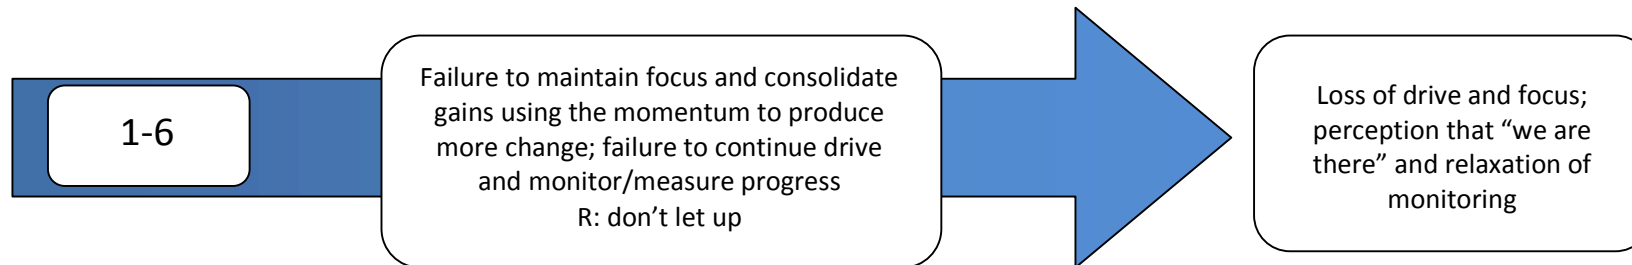 1-6
Failure to maintain focus and consolidate
gains using the momentum to produce
more change; failure to continue drive
and monitor/measure progress
R: don’t let up
Loss of drive and focus;
perception that “we are
there” and relaxation of
monitoring